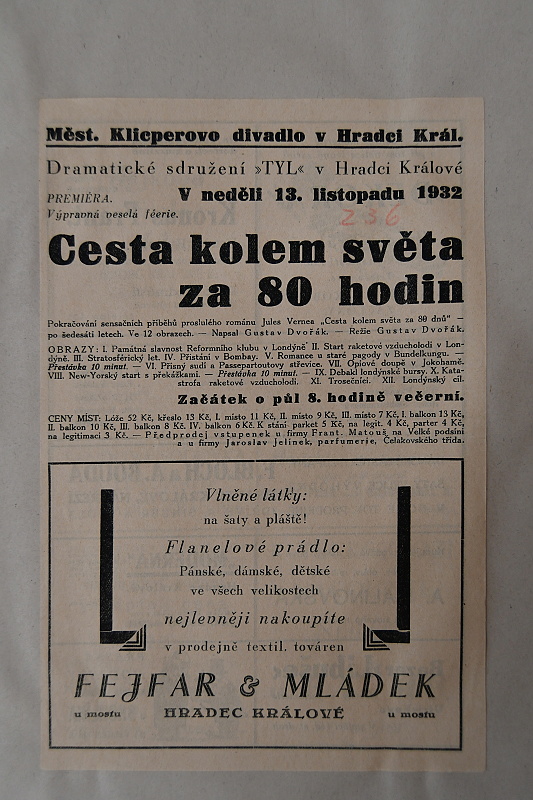 Měst. Klicperovo divadlo v Hradci Král.
Dramatické sdružení »TYL« v Hradci Králové
PREMIÉRA. V neděli 13. listopadu 1932
Výpravná veselá féerie.
236
Cesta kolem světa
za 80 hodin
Pokračování sensačních příběhů proslulého románu Jules Vernea „Cesta kolem světa za 80 dnů" —
po šedesáti letech. Ve 12 obrazech. — Napsal Gustav Dvořák. — Režie Gustav Dvořák.
OBRAZY: I. Památná slavnost Reformního klubu v Londýně II. Start raketové vzducholodi v Lon-
dýně. III. Stratosférický let. IV. Přistání v Bombay. V. Romance u staré pagody v Bundelkungu. —
Přestávka 10 minut. — VI. Přísný sudí a Passepartoutovy střevíce. VII. Opiové doupě v Jokohamě.
VIII. New-Yorský start s překážkami. — Přestávka 10 minut. — IX. Debakl londýnské bursy. X. Kata-
strofa raketové vzducholodi. XI. Trosečníci. XII. Londýnský cíl.
Začátek o půl 8. hodině večerní.
CENY MÍST: Lóže 52 Kč, křeslo 13 Kč, I. místo 11 Kč, II. místo 9 Kč, III. místo 7 Kč, I. balkon 13 Kč,
II. balkon 10 Kč, III. balkon 8 Kč. IV. balkon 6 Kč. K stání: parket 5 Kč, na legit. 4 Kč, parter 4 Kč,
na legitimaci 3 Kč. — Předprodej vstupenek u firmy Frant. Matouš na Velké podsíni
a u firmy Jaroslav Jelínek, parfumerie, Čelakovského třída.
Vlněné látky:
na šaty a pláště!
Flanelové prádlo:
Pánské, dámské, dětské
ve všech velikostech
nejlevněji nakoupíte
v prodejně textil. továren
FEJFAR & MLÁDEK
u mostu HRADEC KRÁLOVÉ u mostu